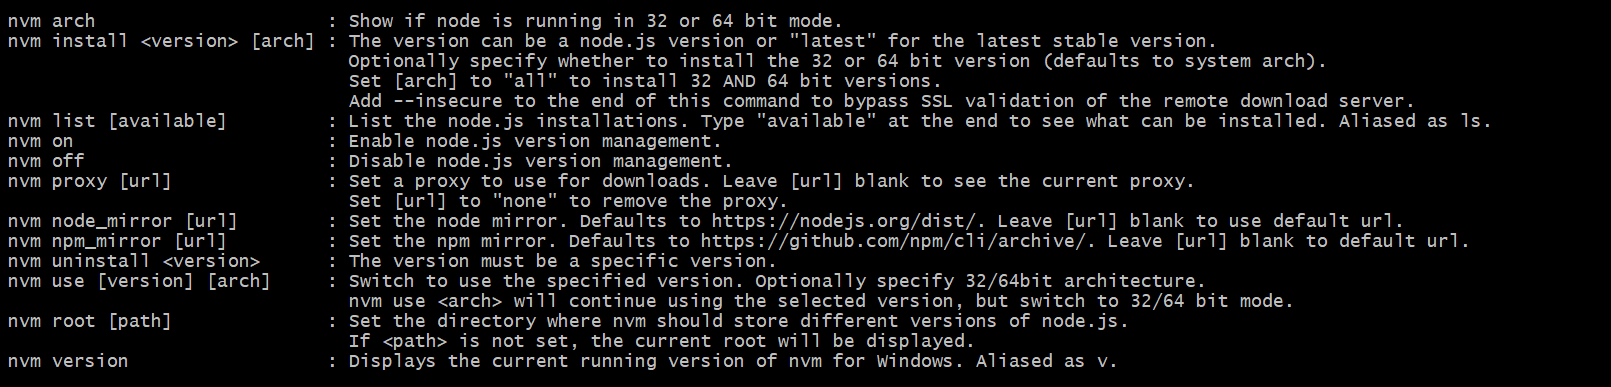 nvm arch                     : Show if node is running in 32 or 64 bit mode.
nvm install <version> [arch] : The version can be a node.js version or "latest" for the latest stable version.
                               Optionally specify whether to install the 32 or 64 bit version (defaults to system arch).
                               Set [arch] to "all" to install 32 AND 64 bit versions.
                               Add --insecure to the end of this command to bypass SSL validation of the remote download server.
nvm list [available]         : List the node.js installations. Type "available" at the end to see what can be installed. Aliased as ls.
nvm on                       : Enable node.js version management.
nvm off                      : Disable node.js version management.
nvm proxy [url]              : Set a proxy to use for downloads. Leave [url] blank to see the current proxy.
                               Set [url] to "none" to remove the proxy.
nvm node_mirror [url]        : Set the node mirror. Defaults to https://nodejs.org/dist/. Leave [url] blank to use default url.
nvm npm_mirror [url]         : Set the npm mirror. Defaults to https://github.com/npm/cli/archive/. Leave [url] blank to default url.
nvm uninstall <version>      : The version must be a specific version.
nvm use [version] [arch]     : Switch to use the specified version. Optionally specify 32/64bit architecture.
                               nvm use <arch> will continue using the selected version, but switch to 32/64 bit mode.
nvm root [path]              : Set the directory where nvm should store different versions of node.js.
                               If <path> is not set, the current root will be displayed.
nvm version                  : Displays the current running version of nvm for Windows. Aliased as v.